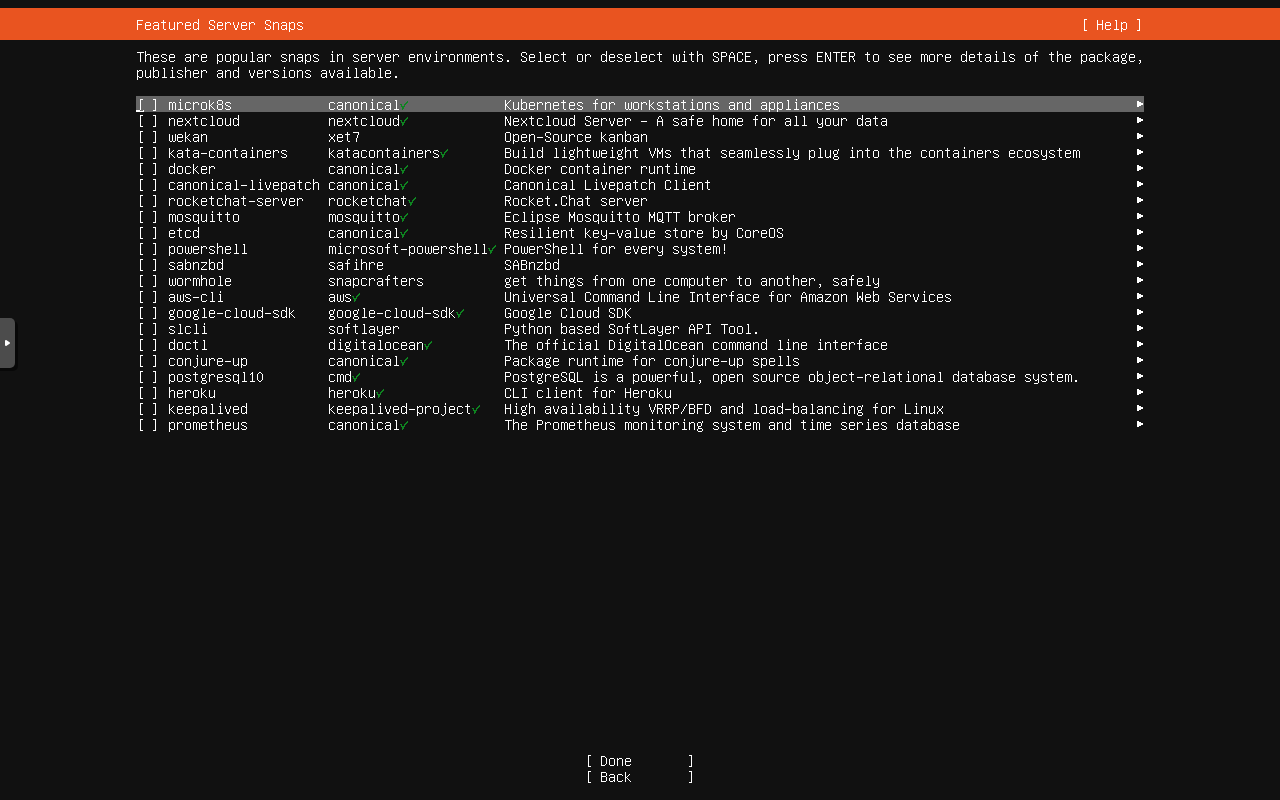 Featured Server Snaps [ Help ]
These are popular snaps in server environments. Select or deselect with SPACE, press ENTER to see more details of the package,
publisher and versions available.
[ ] microk8s canonical✓ Kubernetes for workstations and appliances ▸
[ ] nextcloud nextcloud✓ Nextcloud Server - A safe home for all your data ▸
[ ] wekan xet7 Open-Source kanban ▸
[ ] kata-containers katacontainers✓ Build lightweight VMs that seamlessly plug into the containers ecosystem ▸
[ ] docker canonical✓ Docker container runtime ▸
[ ] canonical-livepatch canonical✓ Canonical Livepatch Client ▸
[ ] rocketchat-server rocketchat✓ Rocket.Chat server ▸
[ ] mosquitto mosquitto✓ Eclipse Mosquitto MQTT broker ▸
[ ] etcd canonical✓ Resilient key-value store by CoreOS ▸
[ ] powershell microsoft-powershell✓ PowerShell for every system! ▸
[ ] sabnzbd safihre SABnzbd ▸
[ ] wormhole snapcrafters get things from one computer to another, safely ▸
[ ] aws-cli aws✓ Universal Command Line Interface for Amazon Web Services ▸
[ ] google-cloud-sdk google-cloud-sdk✓ Google Cloud SDK ▸
[ ] slcli softlayer Python based SoftLayer API Tool. ▸
[ ] doctl digitalocean✓ The official DigitalOcean command line interface ▸
[ ] conjure-up canonical✓ Package runtime for conjure-up spells ▸
[ ] postgresql10 cmd✓ PostgreSQL is a powerful, open source object-relational database system. ▸
[ ] heroku heroku✓ CLI client for Heroku ▸
[ ] keepalived keepalived-project✓ High availability VRRP/BFD and load-balancing for Linux ▸
[ ] prometheus canonical✓ The Prometheus monitoring system and time series database ▸
[ Done ]
[ Back ]